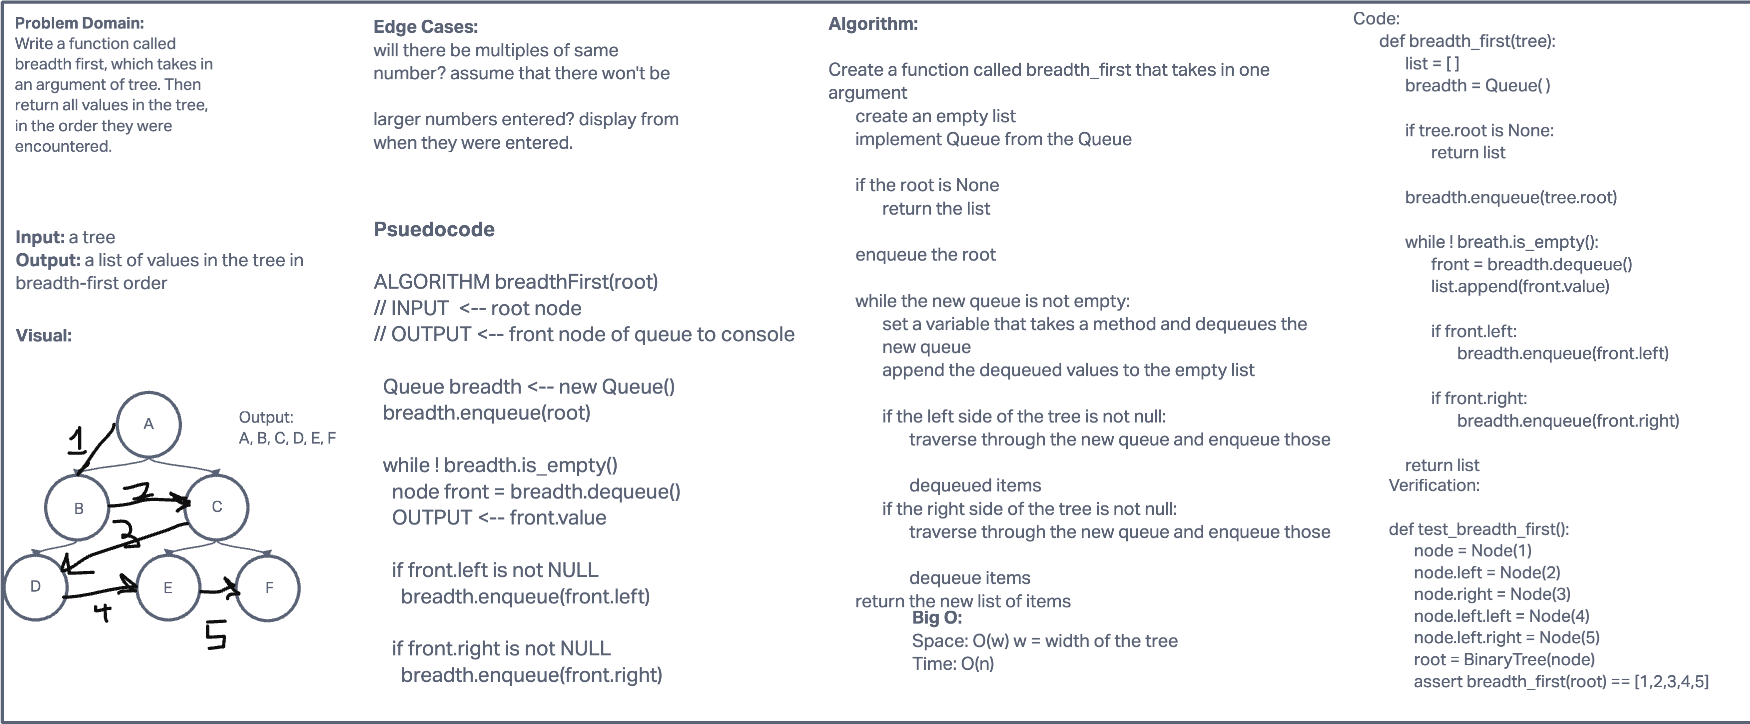 Problem Domain:
Write a function called
breadth first, which takes in
an argument of tree. Then
return all values in the tree,
in the order they were
encountered.
Input: a tree
Output: a list of values in the tree in
breadth-first order
Visual:
A
1
Output:
A, B, C, D, E, F
B
2
C
3
D
E
F
4
5
Edge Cases:
will there be multiples of same
number? assume that there won't be
larger numbers entered? display from
when they were entered.
Psuedocode
ALGORITHM breadthFirst(root)
// INPUT <-- root node
// OUTPUT <-- front node of queue to console
Queue breadth <-- new Queue()
breadth.enqueue(root)
while ! breadth.is_empty()
node front = breadth.dequeue()
OUTPUT <-- front.value
if front.left is not NULL
breadth.enqueue(front.left)
if front.right is not NULL
breadth.enqueue(front.right)
Algorithm:
Create a function called breadth_first that takes in one
argument
create an empty list
implement Queue from the Queue
if the root is None
return the list
enqueue the root
while the new queue is not empty:
set a variable that takes a method and dequeues the
new queue
append the dequeued values to the empty list
if the left side of the tree is not null:
traverse through the new queue and enqueue those
dequeued items
if the right side of the tree is not null:
traverse through the new queue and enqueue those
dequeue items
return the new list of items
Big O:
Space: O(w) w = width of the tree
Time: O(n)
Code:
def breadth_first(tree):
list = [ ]
breadth = Queue( )
if tree.root is None:
return list
breadth.enqueue(tree.root)
while ! breath.is_empty():
front = breadth.dequeue()
list.append(front.value)
if front.left:
breadth.enqueue(front.left)
if front.right:
breadth.enqueue(front.right)
return list
Verification:
def test_breadth_first():
node = Node(1)
node.left = Node(2)
node.right = Node(3)
node.left.left = Node(4)
node.left.right = Node(5)
root = BinaryTree(node)
assert breadth_first(root) == [1,2,3,4,5]